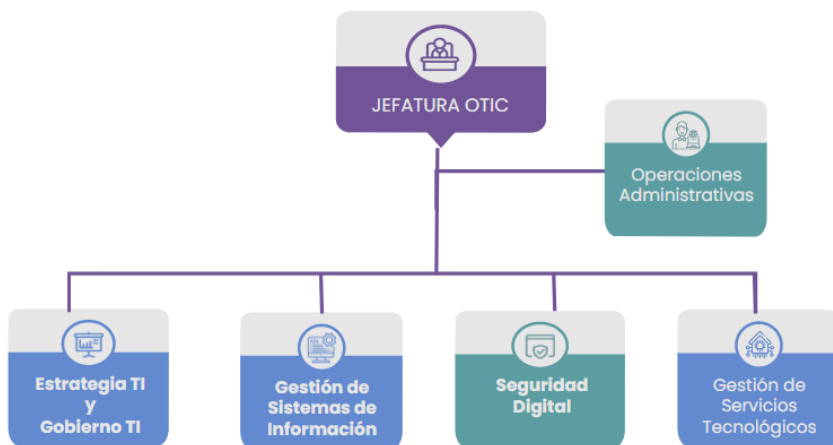 JEFATURA OTIC
Operaciones
Administrativas
Estrategia TI
y
Gobierno TI
Gestión de
Sistemas de
Información
Seguridad
Digital
Gestión de
Servicios
Tecnológicos